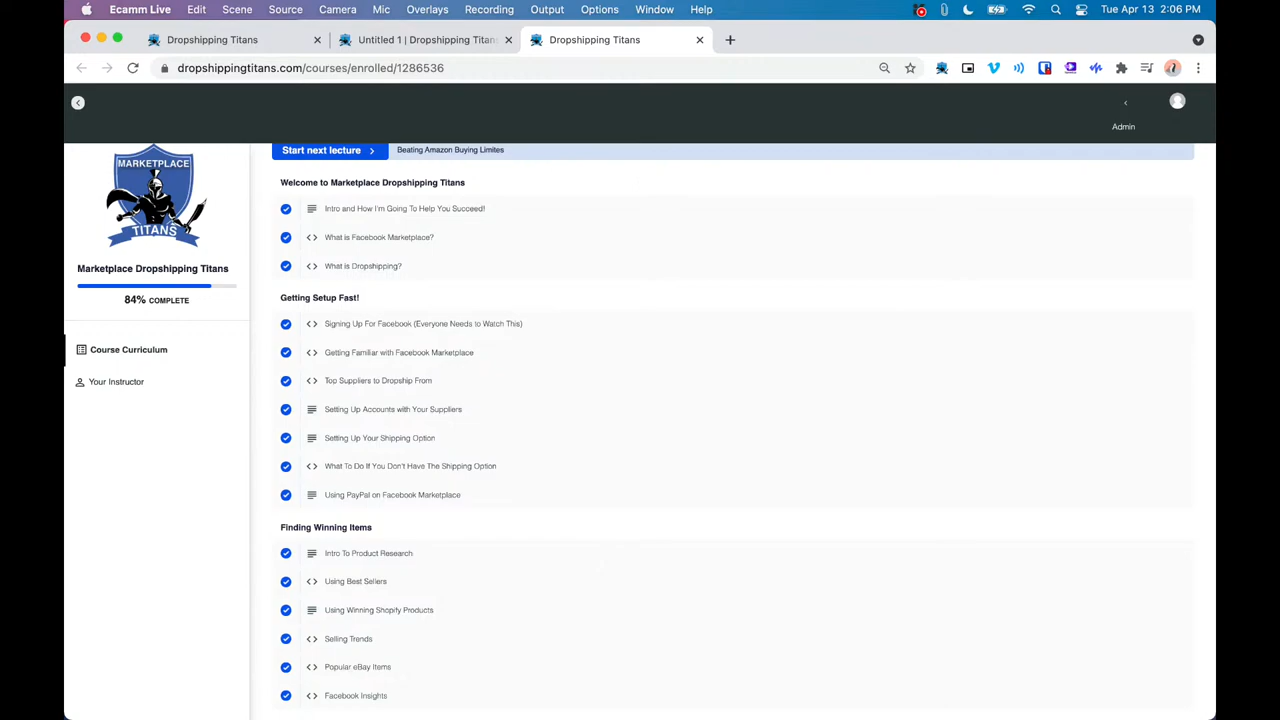 Ecamm Live Edit Scene Source Camera Mic Overlays Recording Output Options Window Help Tue Apr 13 2:06 PM
Dropshipping Titans Untitled 1 | Dropshipping Titans Dropshipping Titans
dropshippingtitans.com/courses/enrolled/1286536
Admin
MARKETPLACE
TITANS
Marketplace Dropshipping Titans
84% COMPLETE
Course Curriculum
Your Instructor
Start next lecture Beating Amazon Buying Limites
Welcome to Marketplace Dropshipping Titans
Intro and How I'm Going To Help You Succeed!
What is Facebook Marketplace?
What is Dropshipping?
Getting Setup Fast!
Signing Up For Facebook (Everyone Needs to Watch This)
Getting Familiar with Facebook Marketplace
Top Suppliers to Dropship From
Setting Up Accounts with Your Suppliers
Setting Up Your Shipping Option
What To Do If You Don't Have The Shipping Option
Using PayPal on Facebook Marketplace
Finding Winning Items
Intro To Product Research
Using Best Sellers
Using Winning Shopify Products
Selling Trends
Popular eBay Items
Facebook Insights